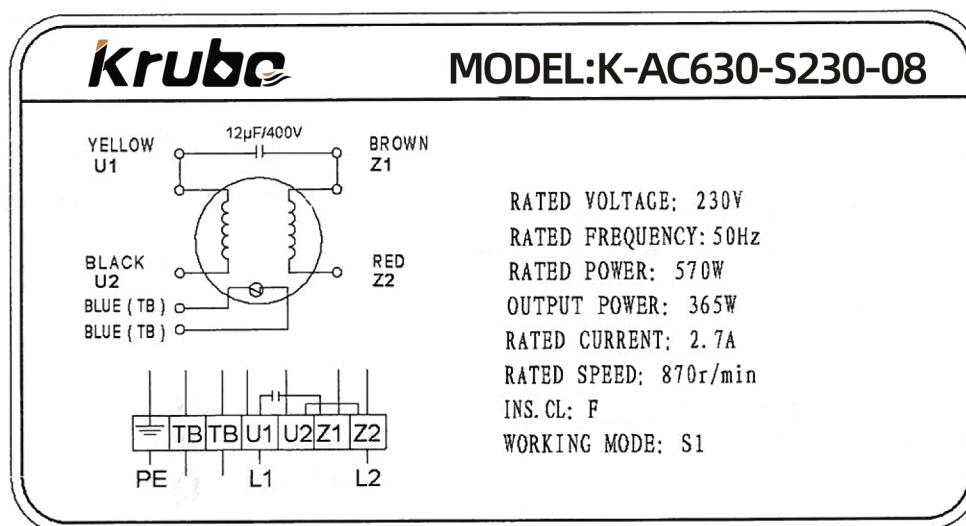 Krubo
MODEL:K-AC630-S230-08
12µF/400V
YELLOW
U1
BROWN
Z1
BLACK
U2
RED
Z2
BLUE ( TB )
BLUE ( TB )
TB TB U1 U2 Z1 Z2
PE L1 L2
RATED VOLTAGE: 230V
RATED FREQUENCY: 50Hz
RATED POWER: 570W
OUTPUT POWER: 365W
RATED CURRENT: 2.7A
RATED SPEED: 870r/min
INS.CL: F
WORKING MODE: S1